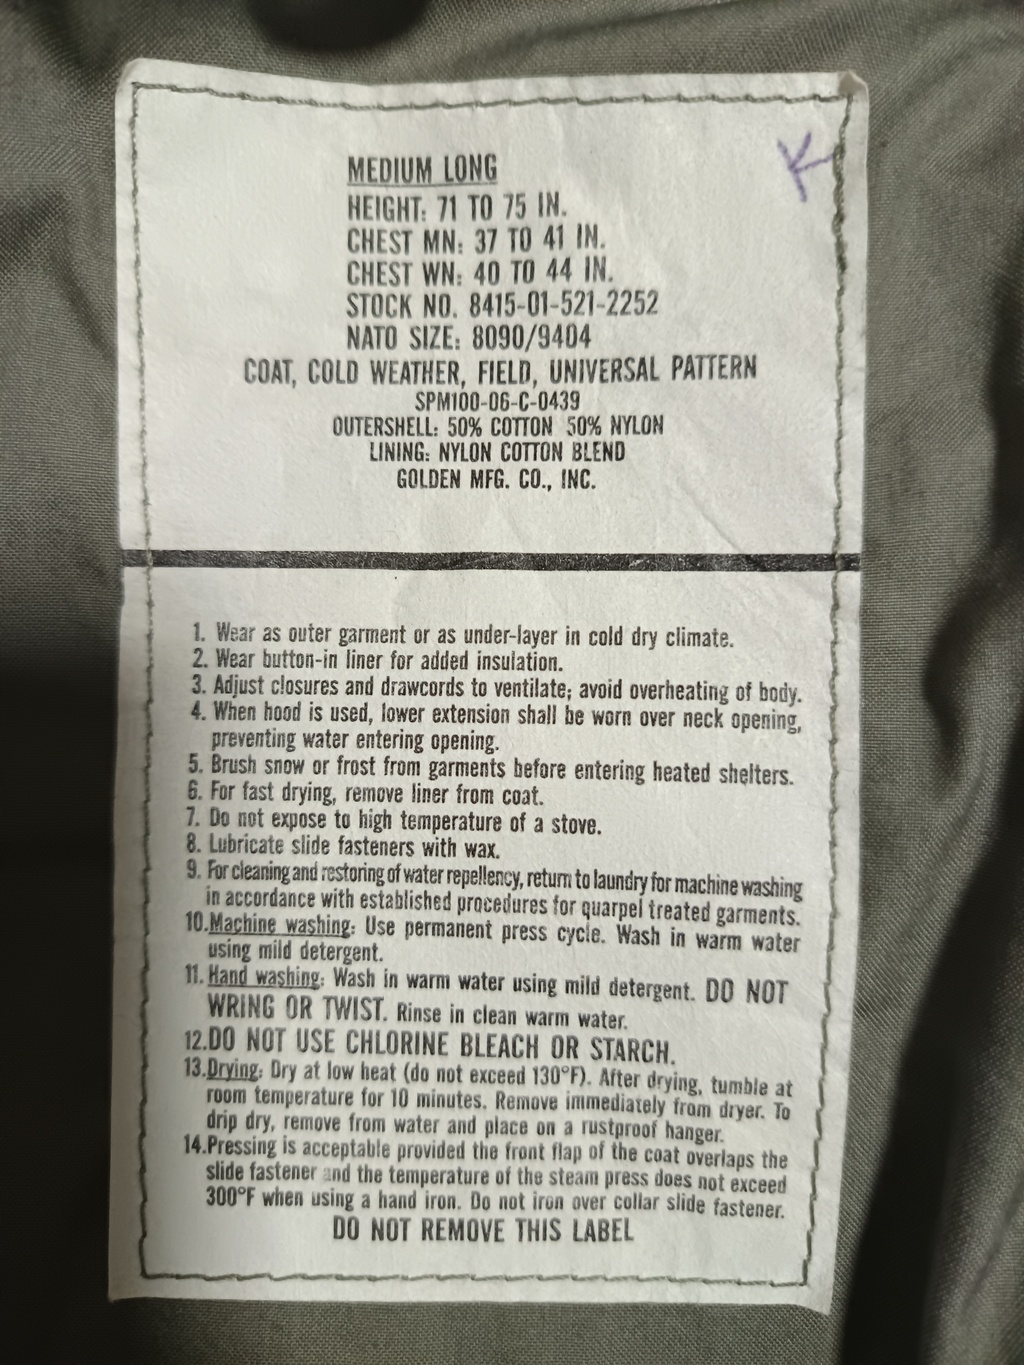 MEDIUM LONG
HEIGHT: 71 TO 75 IN.
CHEST MN: 37 TO 41 IN.
CHEST WN: 40 TO 44 IN.
STOCK NO. 8415-01-521-2252
NATO SIZE: 8090/9404
COAT, COLD WEATHER, FIELD, UNIVERSAL PATTERN
SPM100-06-C-0439
OUTERSHELL: 50% COTTON 50% NYLON
LINING: NYLON COTTON BLEND
GOLDEN MFG. CO., INC.
1. Wear as outer garment or as under-layer in cold dry climate.
2. Wear button-in liner for added insulation.
3. Adjust closures and drawcords to ventilate; avoid overheating of body.
4. When hood is used, lower extension shall be worn over neck opening,
preventing water entering opening.
5. Brush snow or frost from garments before entering heated shelters.
6. For fast drying, remove liner from coat.
7. Do not expose to high temperature of a stove.
8. Lubricate slide fasteners with wax.
9. For cleaning and restoring of water repellency, return to laundry for machine washing
in accordance with established procedures for quarpel treated garments.
10.Machine washing: Use permanent press cycle. Wash in warm water
using mild detergent.
11. Hand washing: Wash in warm water using mild detergent. DO NOT
WRING OR TWIST. Rinse in clean warm water.
12.DO NOT USE CHLORINE BLEACH OR STARCH.
13.Drying: Dry at low heat (do not exceed 130°F). After drying, tumble at
room temperature for 10 minutes. Remove immediately from dryer. To
drip dry, remove from water and place on a rustproof hanger.
14.Pressing is acceptable provided the front flap of the coat overlaps the
slide fastener and the temperature of the steam press does not exceed
300°F when using a hand iron. Do not iron over collar slide fastener.
DO NOT REMOVE THIS LABEL